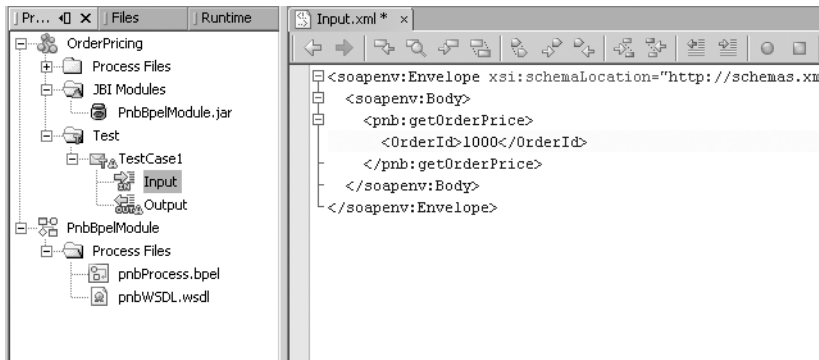 Pr... Files Runtime
OrderPricing
Process Files
JBI Modules
PnbBpelModule.jar
Test
TestCase1
Input
Output
PnbBpelModule
Process Files
pnbProcess.bpel
pnbWSDL.wsdl
Input.xml * x
<soapenv:Envelope xsi:schemaLocation="http://schemas.xm
<soapenv:Body>
<pnb:getOrderPrice>
<OrderId>1000</OrderId>
</pnb:getOrderPrice>
</soapenv:Body>
</soapenv:Envelope>